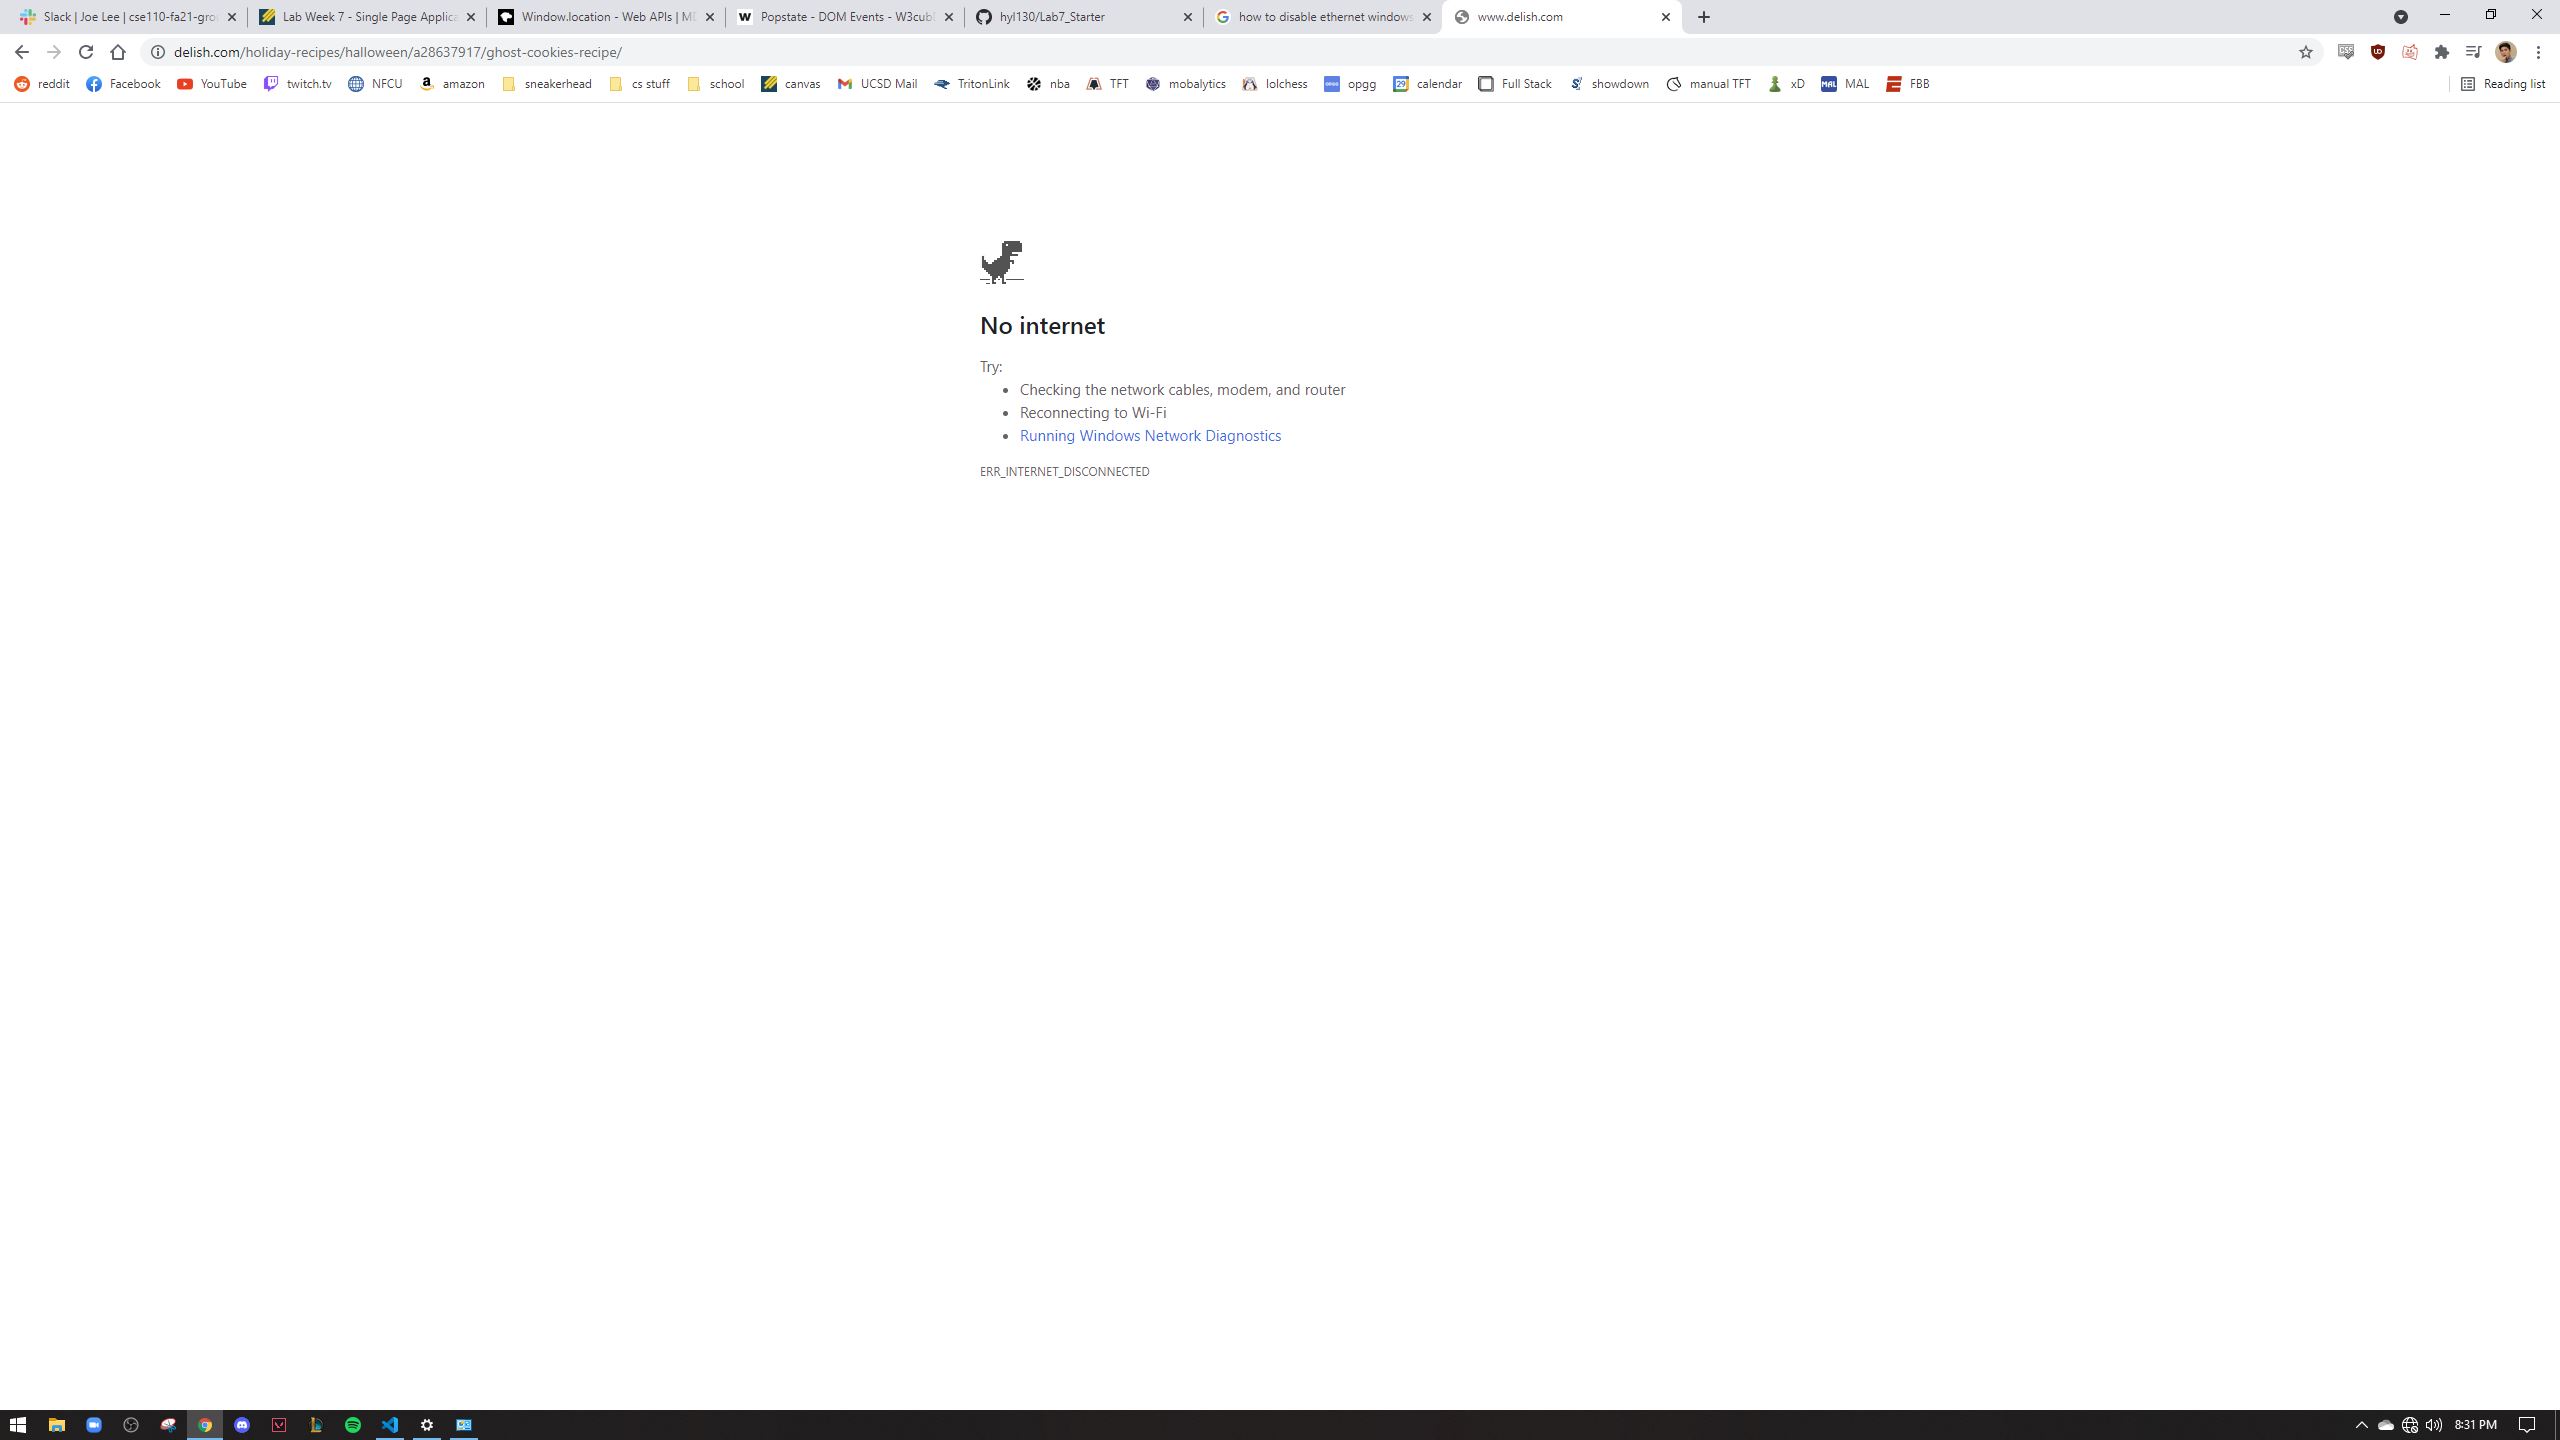 Slack | Joe Lee | cse110-fa21-gro
Lab Week 7 - Single Page Applica
Window.location - Web APIs | MD
Popstate - DOM Events - W3cub
hyl130/Lab7_Starter
how to disable ethernet windows
www.delish.com
delish.com/holiday-recipes/halloween/a28637917/ghost-cookies-recipe/
reddit
Facebook
YouTube
twitch.tv
NFCU
amazon
sneakerhead
cs stuff
school
canvas
UCSD Mail
TritonLink
nba
TFT
mobalytics
lolchess
opgg
calendar
Full Stack
showdown
manual TFT
xD
MAL
FBB
Reading list
No internet
Try:
• Checking the network cables, modem, and router
• Reconnecting to Wi-Fi
• Running Windows Network Diagnostics
ERR_INTERNET_DISCONNECTED
8:31 PM